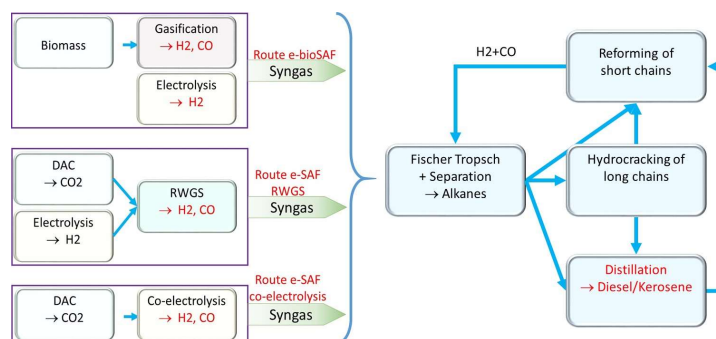 Biomass
Gasification
→ H2, CO
Electrolysis
→ H2
Route e-bioSAF
Syngas
DAC
→ CO2
Electrolysis
→ H2
RWGS
→ H2, CO
Route e-SAF
RWGS
Syngas
DAC
→ CO2
Co-electrolysis
→ H2, CO
Route e-SAF
co-electrolysis
Syngas
H2+CO
Fischer Tropsch
+ Separation
→ Alkanes
Reforming of
short chains
Hydrocracking of
long chains
Distillation
→ Diesel/Kerosene